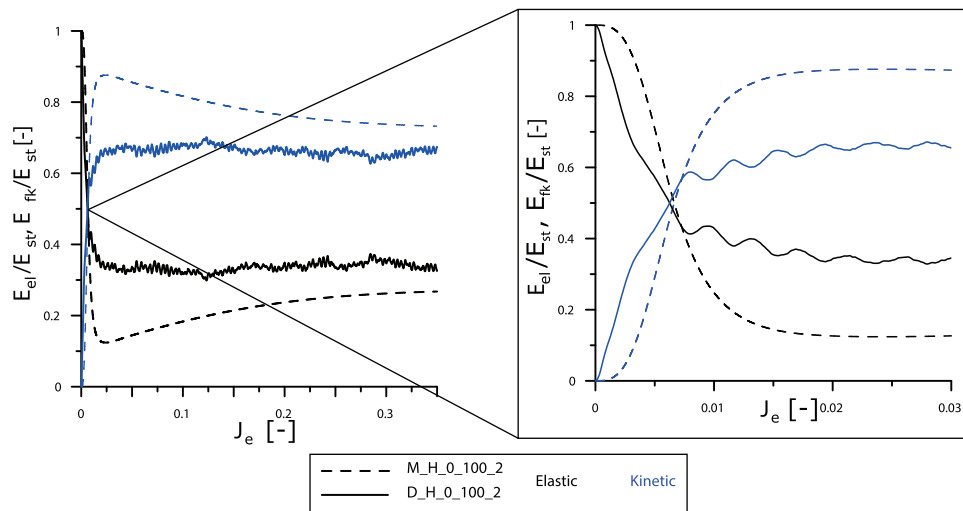 E_el/E_st, E_fk/E_st [-]
1
0.8
0.6
0.4
0.2
0
0
0.1
0.2
0.3
J_e [-]
E_el/E_st, E_fk/E_st [-]
1
0.8
0.6
0.4
0.2
0
0
0.01
0.02
0.03
J_e [-]
M_H_0_100_2
D_H_0_100_2
Elastic
Kinetic